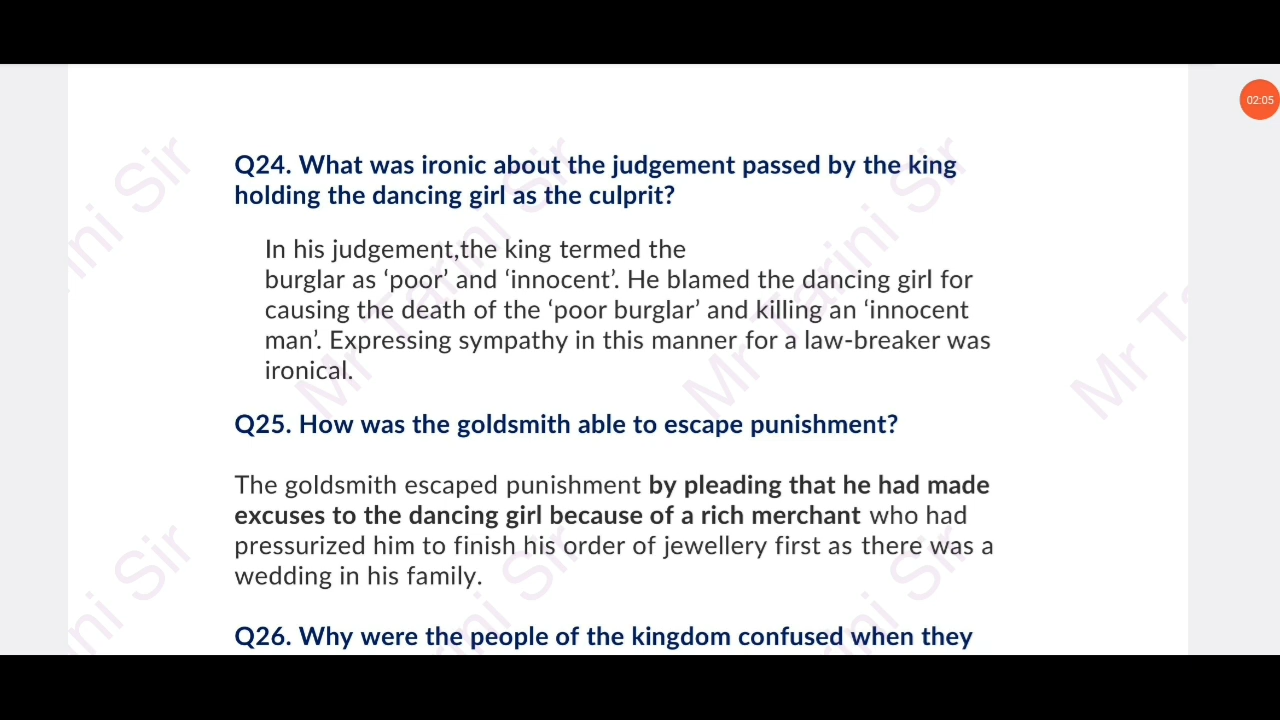 02:05
Q24. What was ironic about the judgement passed by the king
holding the dancing girl as the culprit?
In his judgement,the king termed the
burglar as ‘poor’ and ‘innocent’. He blamed the dancing girl for
causing the death of the ‘poor burglar’ and killing an ‘innocent
man’. Expressing sympathy in this manner for a law-breaker was
ironical.
Q25. How was the goldsmith able to escape punishment?
The goldsmith escaped punishment by pleading that he had made
excuses to the dancing girl because of a rich merchant who had
pressurized him to finish his order of jewellery first as there was a
wedding in his family.
Q26. Why were the people of the kingdom confused when they
Mr Tarini Sir
Mr Tarini Sir